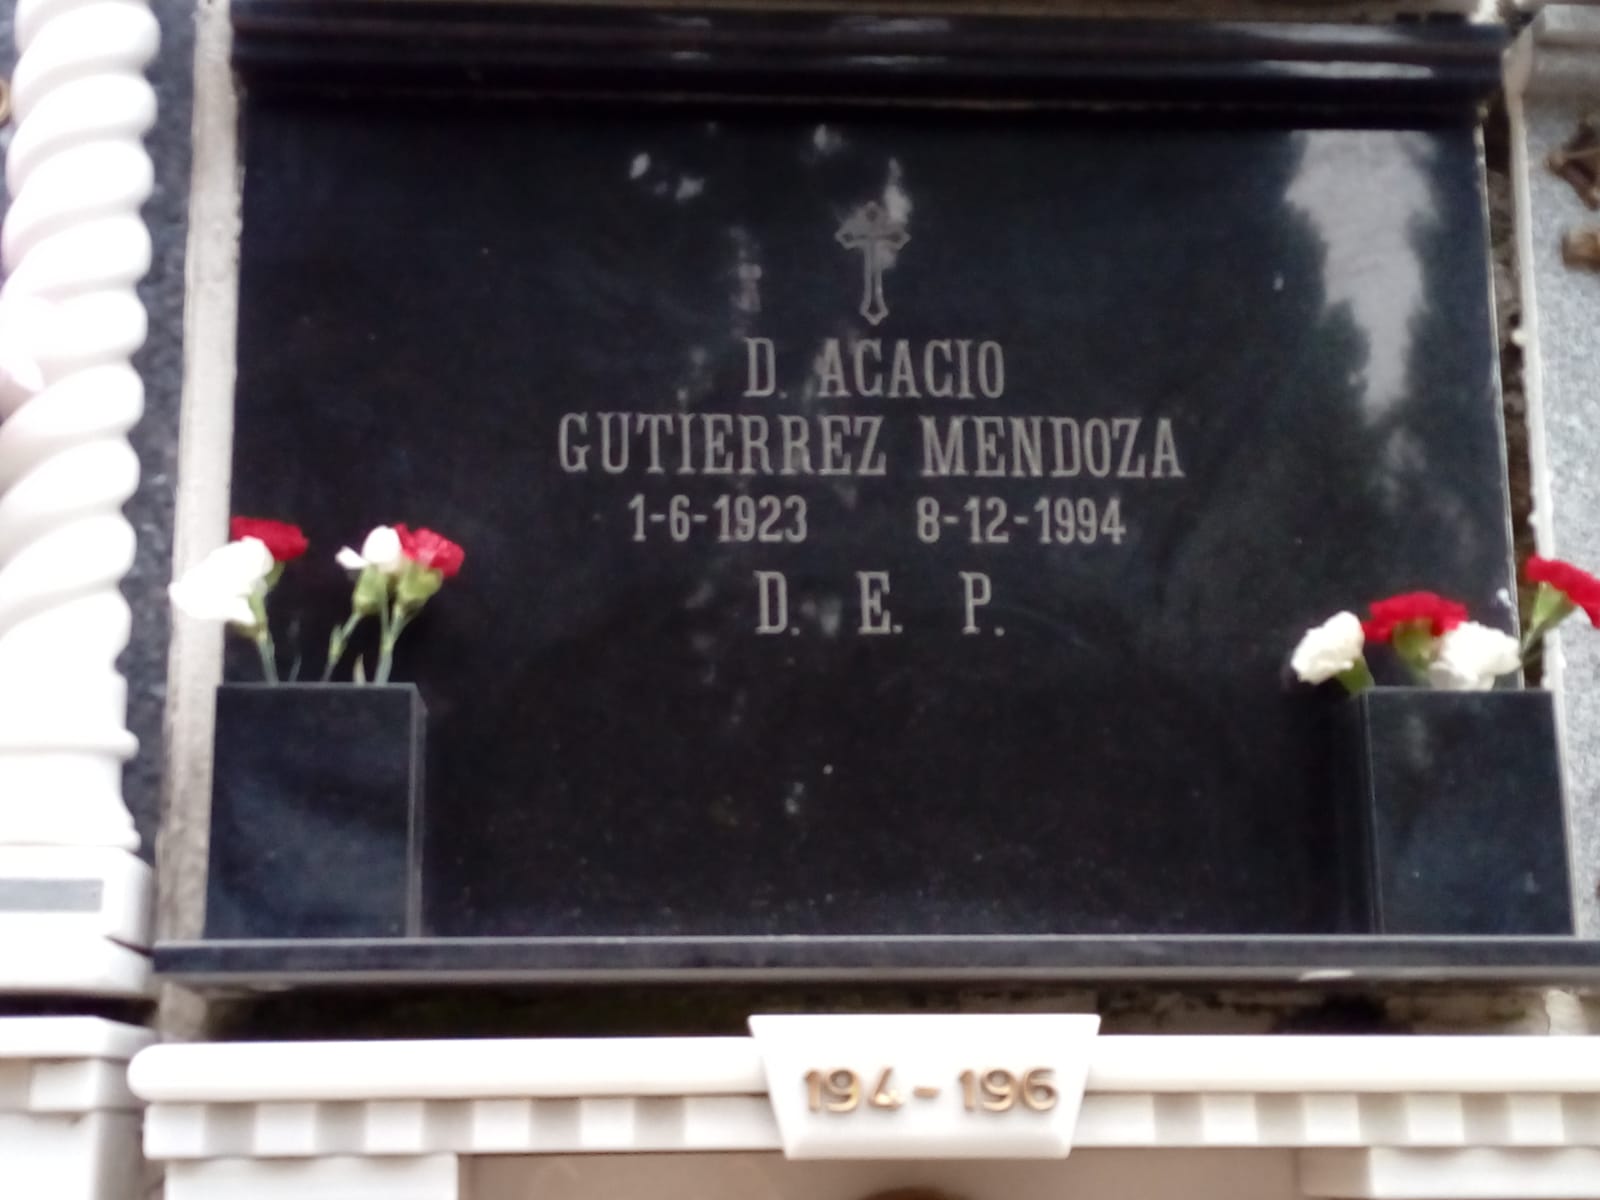 D. ACACIO
GUTIERREZ MENDOZA
1-6-1923 8-12-1994
D. E. P.
194-196